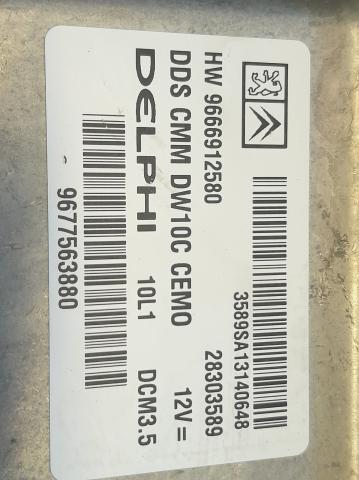 3589SA13140648
HW 9666912580 28303589
DDS CMM DW10C CEMO 12V=
DELPHI 10L1 DCM3.5
9677563880